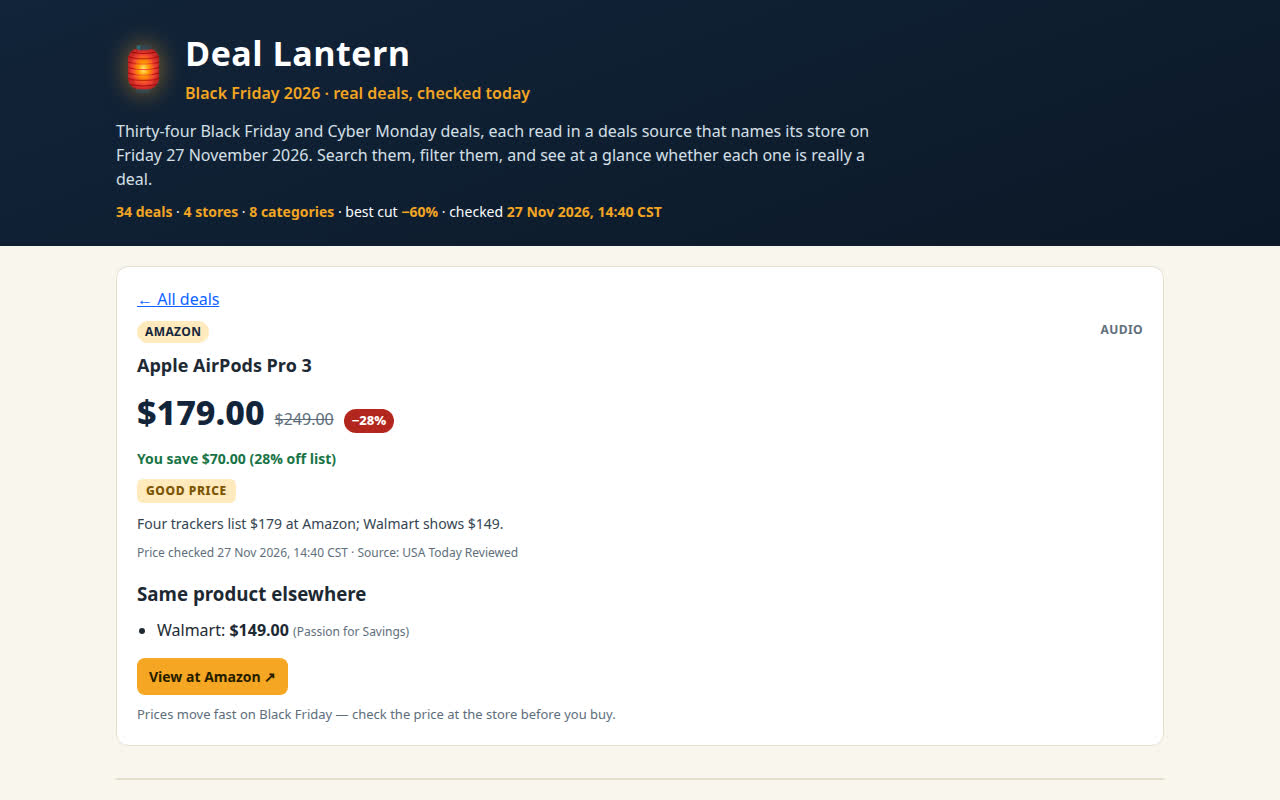 Deal Lantern
Black Friday 2026 · real deals, checked today
Thirty-four Black Friday and Cyber Monday deals, each read in a deals source that names its store on
Friday 27 November 2026. Search them, filter them, and see at a glance whether each one is really a
deal.
34 deals · 4 stores · 8 categories · best cut −60% · checked 27 Nov 2026, 14:40 CST
← All deals
AMAZON
AUDIO
Apple AirPods Pro 3
$179.00 $249.00 −28%
You save $70.00 (28% off list)
GOOD PRICE
Four trackers list $179 at Amazon; Walmart shows $149.
Price checked 27 Nov 2026, 14:40 CST · Source: USA Today Reviewed
Same product elsewhere
• Walmart: $149.00 (Passion for Savings)
View at Amazon ↗
Prices move fast on Black Friday — check the price at the store before you buy.